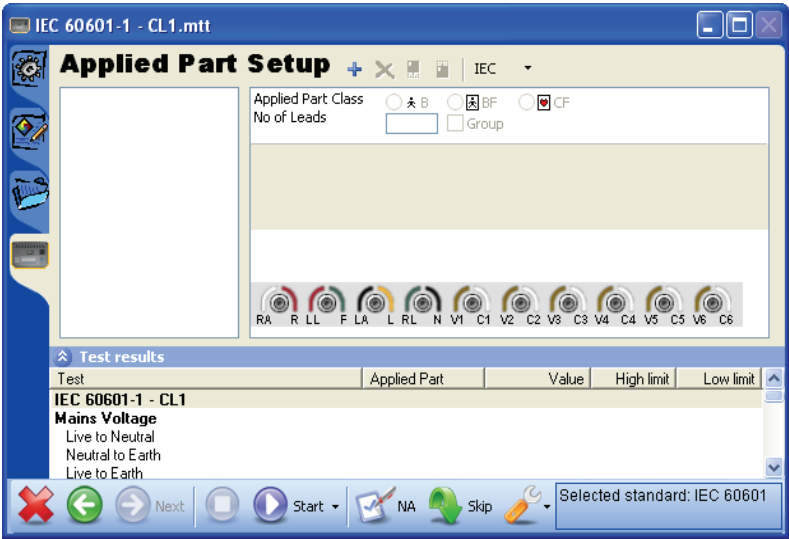 IEC 60601-1 - CL1.mtt
Applied Part Setup IEC
Applied Part Class B BF CF
No of Leads Group
RA R LL F LA L RL N V1 C1 V2 C2 V3 C3 V4 C4 V5 C5 V6 C6
Test results
Test Applied Part Value High limit Low limit
IEC 60601-1 - CL1
Mains Voltage
Live to Neutral
Neutral to Earth
Live to Earth
Next Start NA Skip Selected standard: IEC 60601